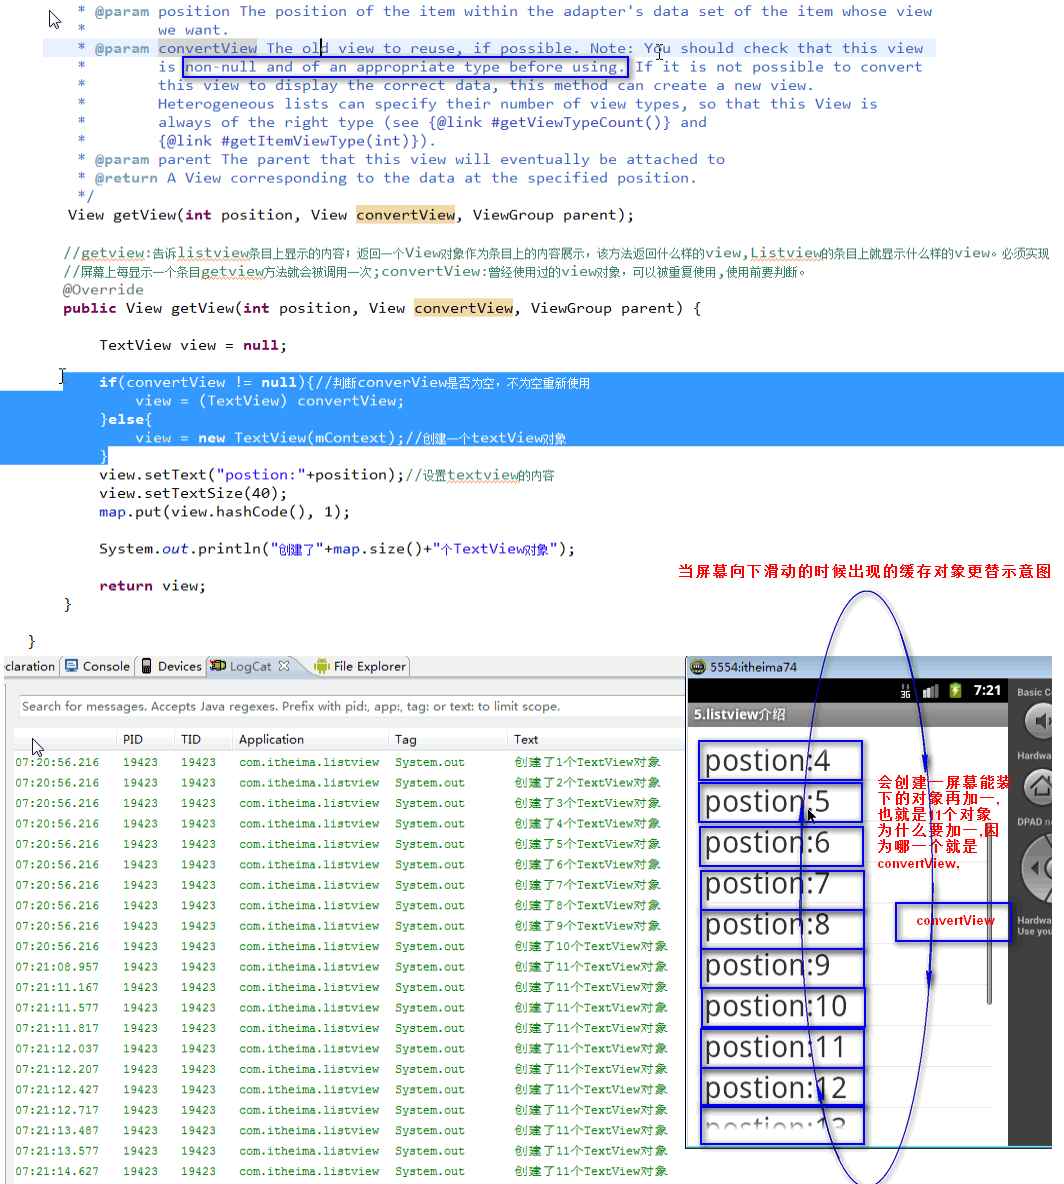 * @param position The position of the item within the adapter's data set of the item whose view
* we want.
* @param convertView The old view to reuse, if possible. Note: You should check that this view
* is non-null and of an appropriate type before using. If it is not possible to convert
* this view to display the correct data, this method can create a new view.
* Heterogeneous lists can specify their number of view types, so that this View is
* always of the right type (see {@link #getViewTypeCount()} and
* {@link #getItemViewType(int)}).
* @param parent The parent that this view will eventually be attached to
* @return A View corresponding to the data at the specified position.
*/
View getView(int position, View convertView, ViewGroup parent);
//getview:告诉listview条目上显示的内容；返回一个View对象作为条目上的内容展示，该方法返回什么样的view,Listview的条目上就显示什么样的view。必须实现
//屏幕上每显示一个条目getview方法就会被调用一次;convertView:曾经使用过的view对象，可以被重复使用,使用前要判断。
@Override
public View getView(int position, View convertView, ViewGroup parent) {
TextView view = null;
if(convertView != null){//判断converView是否为空，不为空重新使用
view = (TextView) convertView;
}else{
view = new TextView(mContext);//创建一个textView对象
}
view.setText("postion:"+position);//设置textview的内容
view.setTextSize(40);
map.put(view.hashCode(), 1);
System.out.println("创建了"+map.size()+"个TextView对象");
return view;
}
当屏幕向下滑动的时候出现的缓存对象更替示意图
}
claration Console Devices LogCat File Explorer
Search for messages. Accepts Java regexes. Prefix with pid:, app:, tag: or text: to limit scope.
PID TID Application Tag Text
07:20:56.216 19423 19423 com.itheima.listview System.out 创建了1个TextView对象
07:20:56.216 19423 19423 com.itheima.listview System.out 创建了2个TextView对象
07:20:56.216 19423 19423 com.itheima.listview System.out 创建了3个TextView对象
07:20:56.216 19423 19423 com.itheima.listview System.out 创建了4个TextView对象
07:20:56.216 19423 19423 com.itheima.listview System.out 创建了5个TextView对象
07:20:56.216 19423 19423 com.itheima.listview System.out 创建了6个TextView对象
07:20:56.216 19423 19423 com.itheima.listview System.out 创建了7个TextView对象
07:20:56.216 19423 19423 com.itheima.listview System.out 创建了8个TextView对象
07:20:56.216 19423 19423 com.itheima.listview System.out 创建了9个TextView对象
07:20:56.216 19423 19423 com.itheima.listview System.out 创建了10个TextView对象
07:21:08.957 19423 19423 com.itheima.listview System.out 创建了11个TextView对象
07:21:11.167 19423 19423 com.itheima.listview System.out 创建了11个TextView对象
07:21:11.577 19423 19423 com.itheima.listview System.out 创建了11个TextView对象
07:21:11.817 19423 19423 com.itheima.listview System.out 创建了11个TextView对象
07:21:12.037 19423 19423 com.itheima.listview System.out 创建了11个TextView对象
07:21:12.207 19423 19423 com.itheima.listview System.out 创建了11个TextView对象
07:21:12.427 19423 19423 com.itheima.listview System.out 创建了11个TextView对象
07:21:12.717 19423 19423 com.itheima.listview System.out 创建了11个TextView对象
07:21:13.487 19423 19423 com.itheima.listview System.out 创建了11个TextView对象
07:21:13.577 19423 19423 com.itheima.listview System.out 创建了11个TextView对象
07:21:14.627 19423 19423 com.itheima.listview System.out 创建了11个TextView对象
5554:itheima74
3G 7:21
5.listview介绍
postion:4
postion:5
postion:6
postion:7
postion:8
postion:9
postion:10
postion:11
postion:12
postion:13
会创建一屏幕能装
下的对象再加一,
也就是11个对象
为什么要加一,因
为哪一个就是
convertView,
convertView
Basic C
Hardwa
DPAD n
Hardwa
Use you